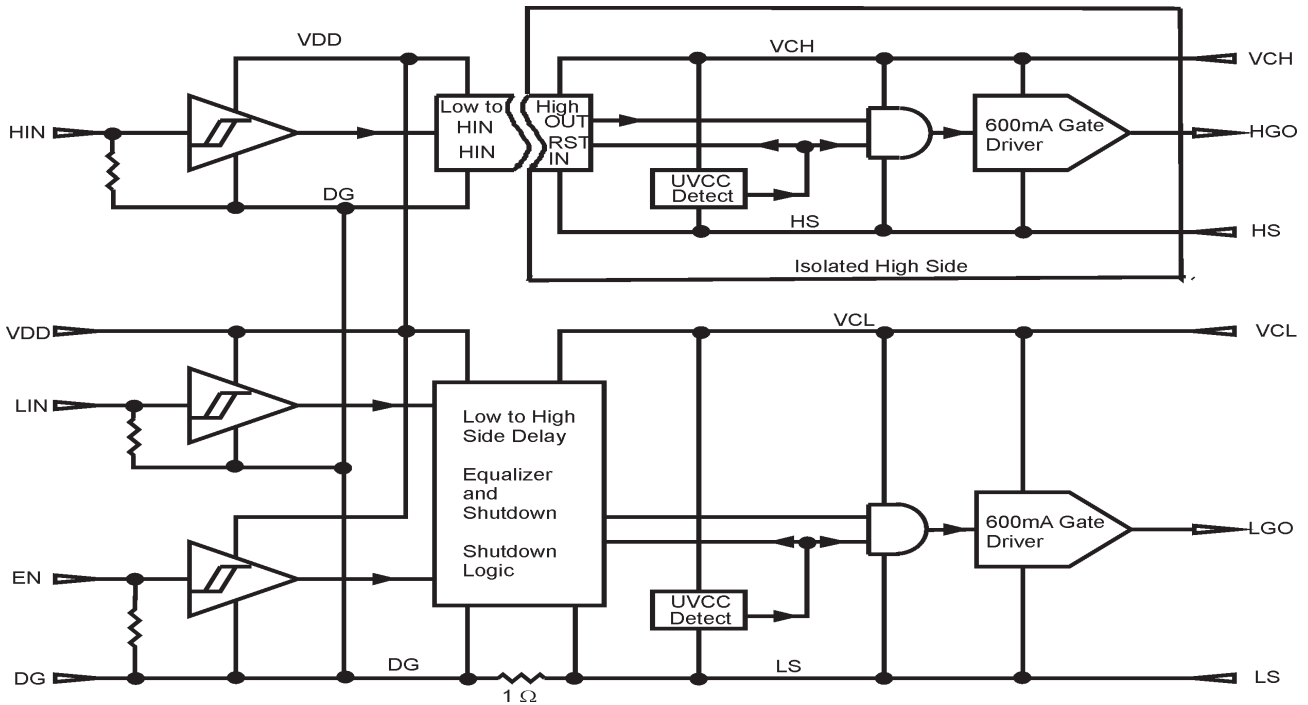 VDD
VCH
VCH
HIN
Low to
HIN
HIN
High
OUT
RST
IN
600mA Gate
Driver
HGO
UVCC
Detect
DG
HS
HS
Isolated High Side
VDD
VCL
VCL
LIN
Low to High
Side Delay
Equalizer
and
Shutdown
Shutdown
Logic
600mA Gate
Driver
LGO
EN
UVCC
Detect
DG
DG
LS
LS
1 Ω